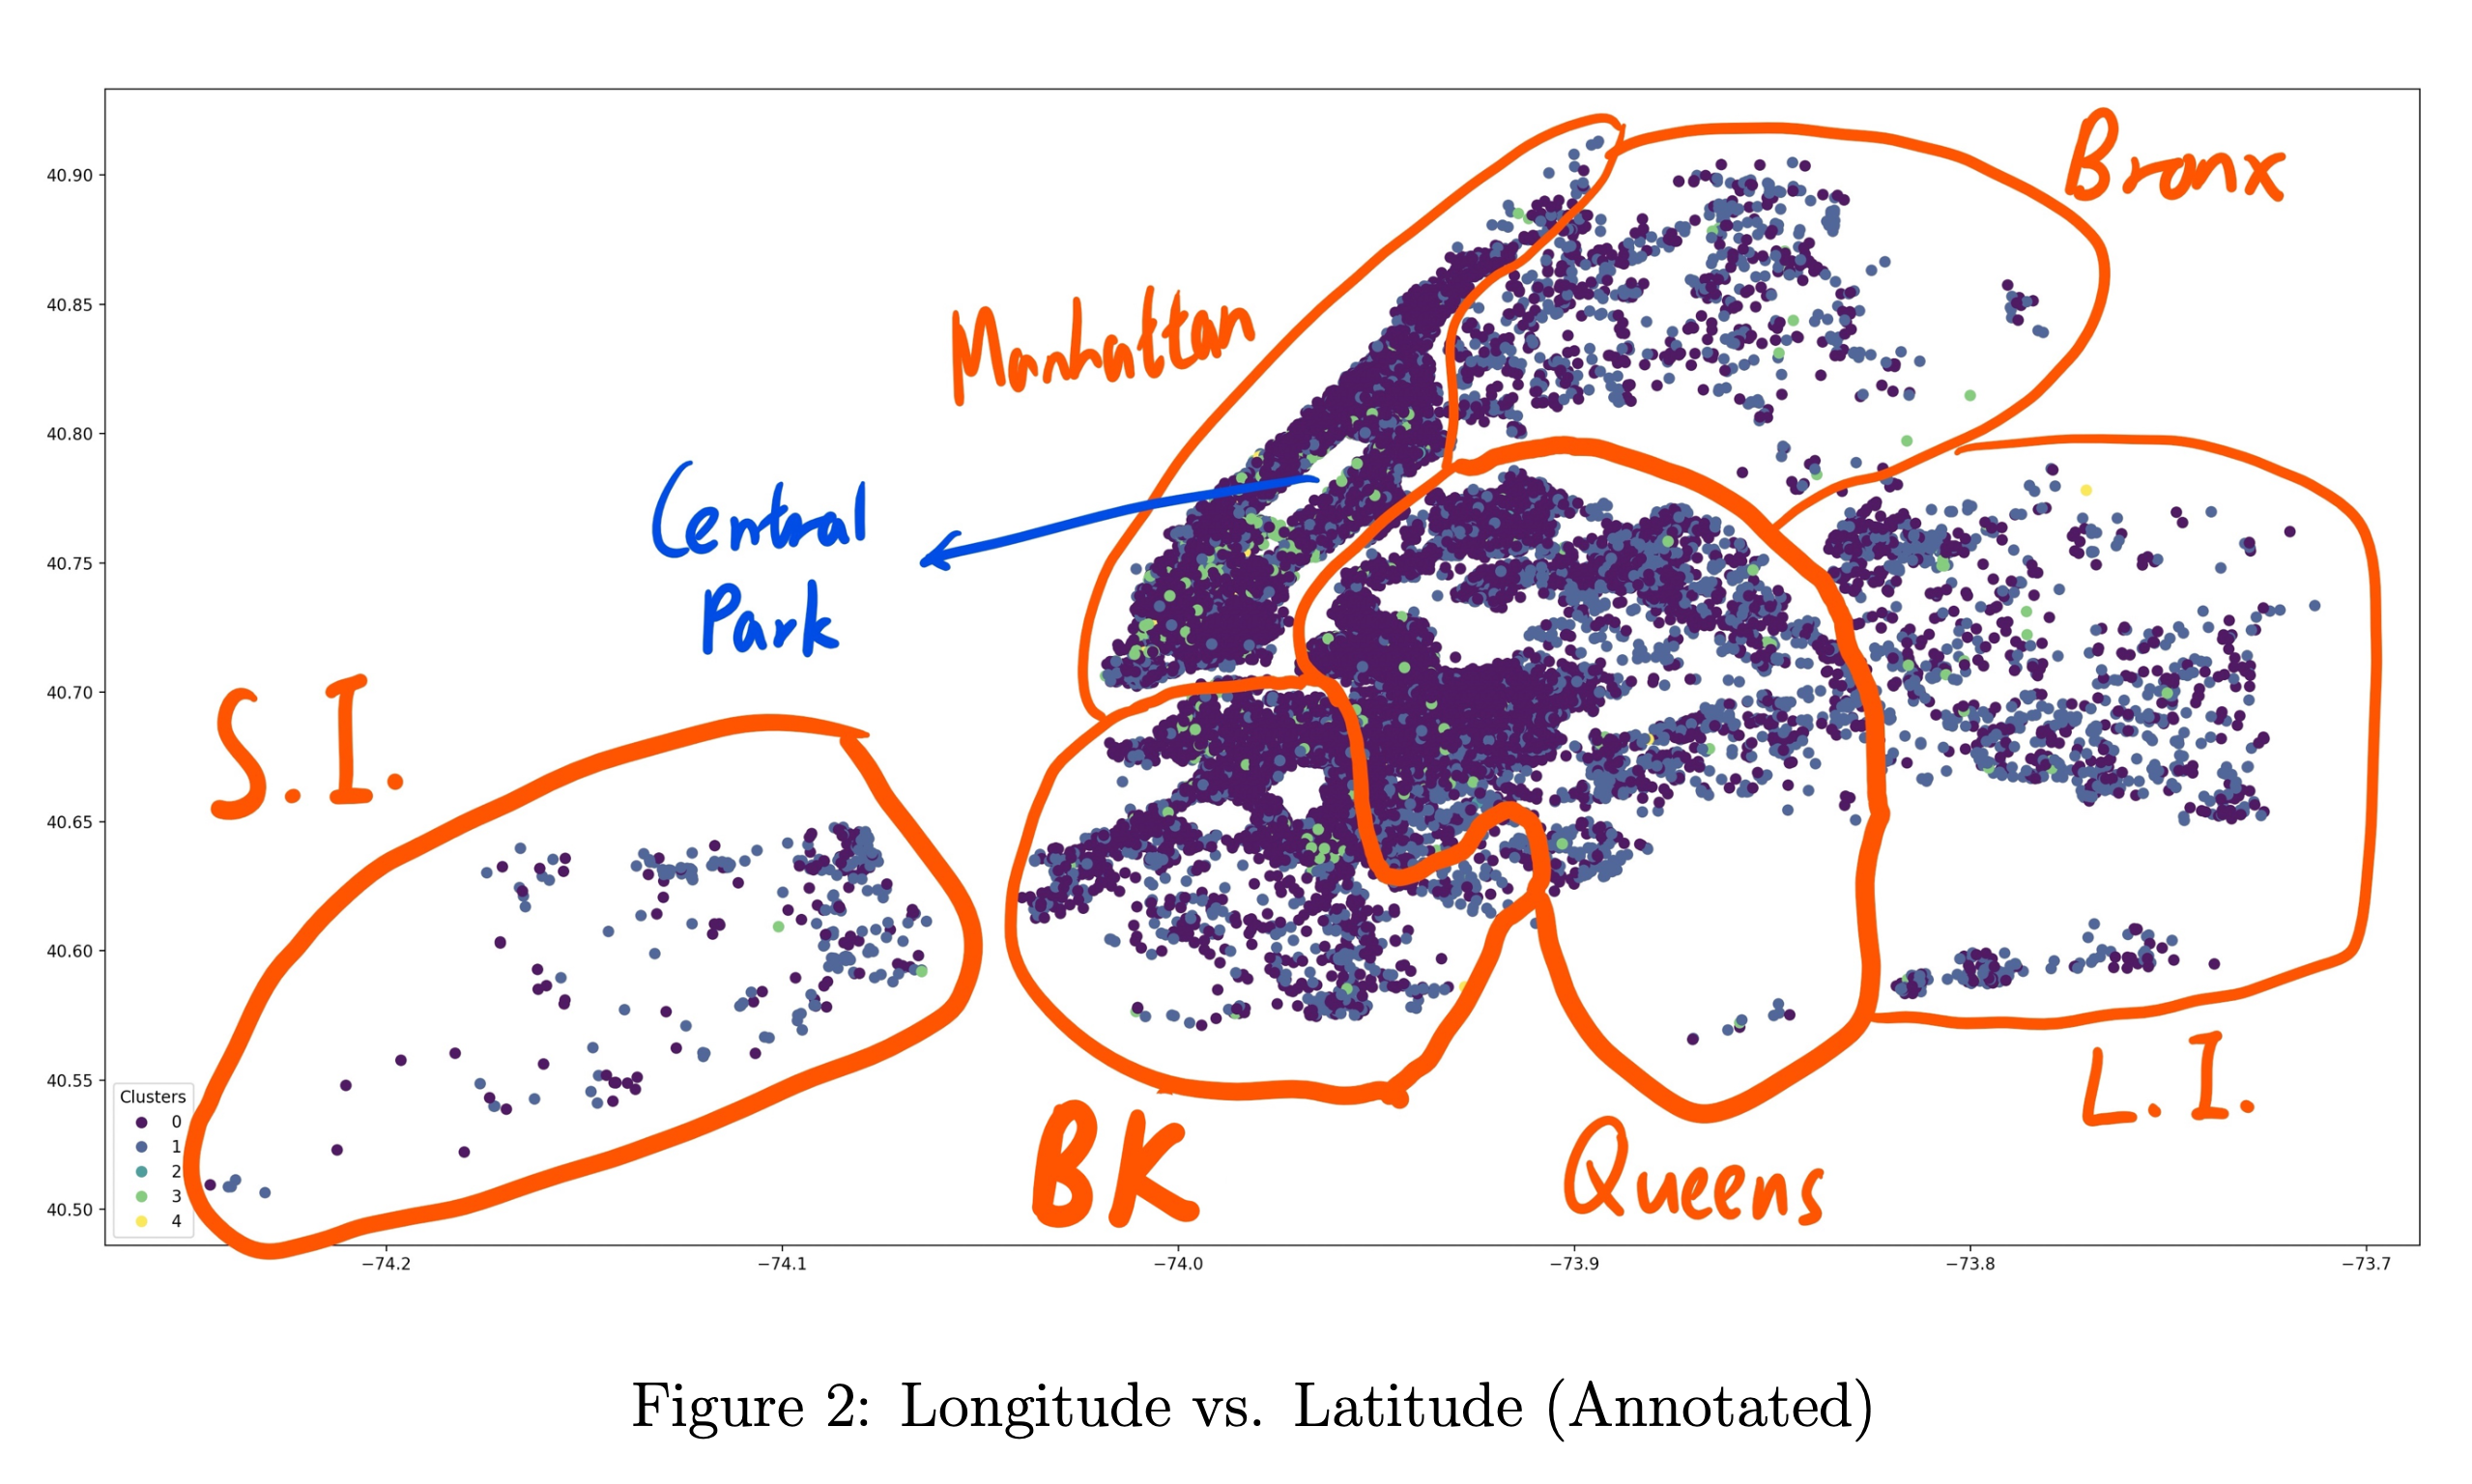 Bronx
40.90
Manhattan
40.85
40.80
Central
Park
40.75
40.70
S.I.
40.65
40.60
40.55
L.I.
Clusters
0
1
2
3
4
BK
Queens
40.50
−74.2 −74.1 −74.0 −73.9 −73.8 −73.7
Figure 2: Longitude vs. Latitude (Annotated)